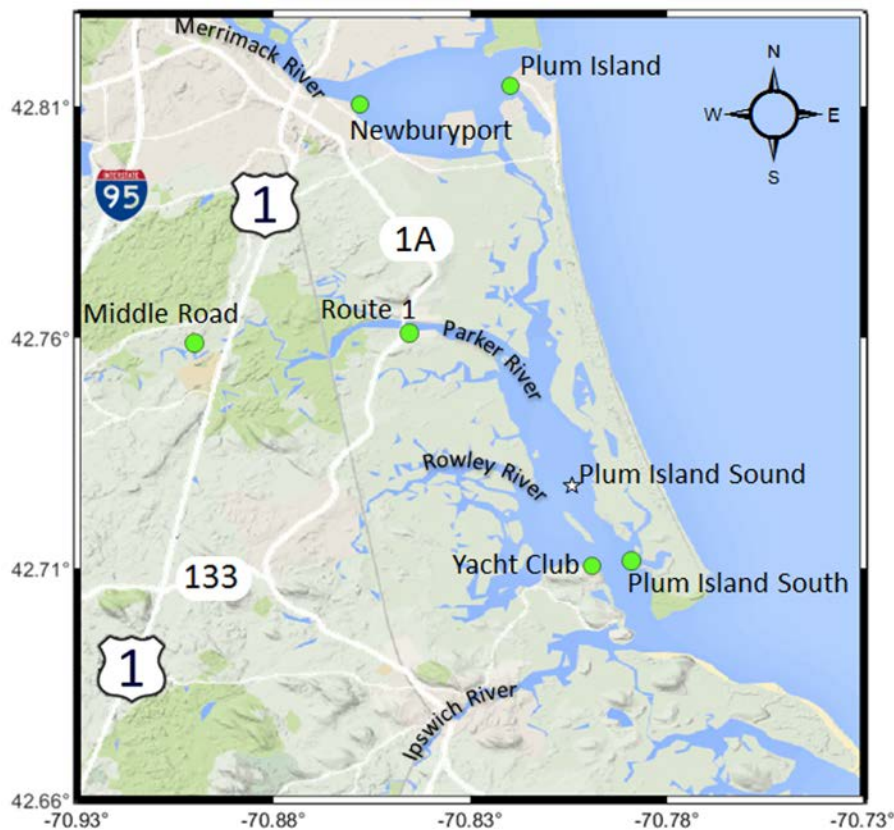 Merrimack River
Plum Island
N
42.81°
W
E
Newburyport
S
INTERSTATE
95
1
1A
Middle Road
Route 1
42.76°
Parker River
Rowley River
Plum Island Sound
Yacht Club
42.71°
133
Plum Island South
1
Ipswich River
42.66°
-70.93°
-70.88°
-70.83°
-70.78°
-70.73°